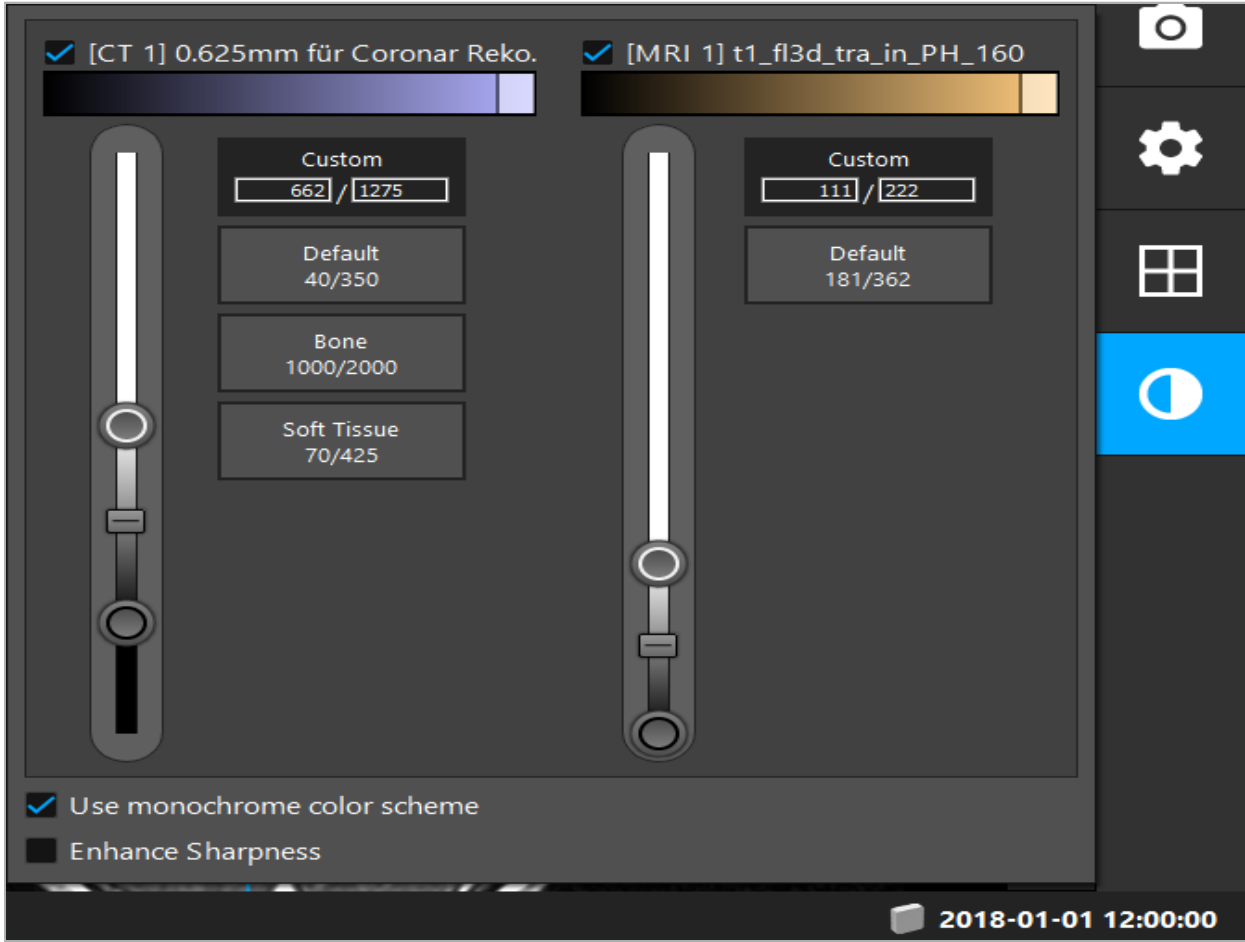 [CT 1] 0.625mm für Coronar Reko.
Custom
662 / 1275
Default
40/350
Bone
1000/2000
Soft Tissue
70/425
[MRI 1] t1_fl3d_tra_in_PH_160
Custom
111 / 222
Default
181/362
Use monochrome color scheme
Enhance Sharpness
2018-01-01 12:00:00